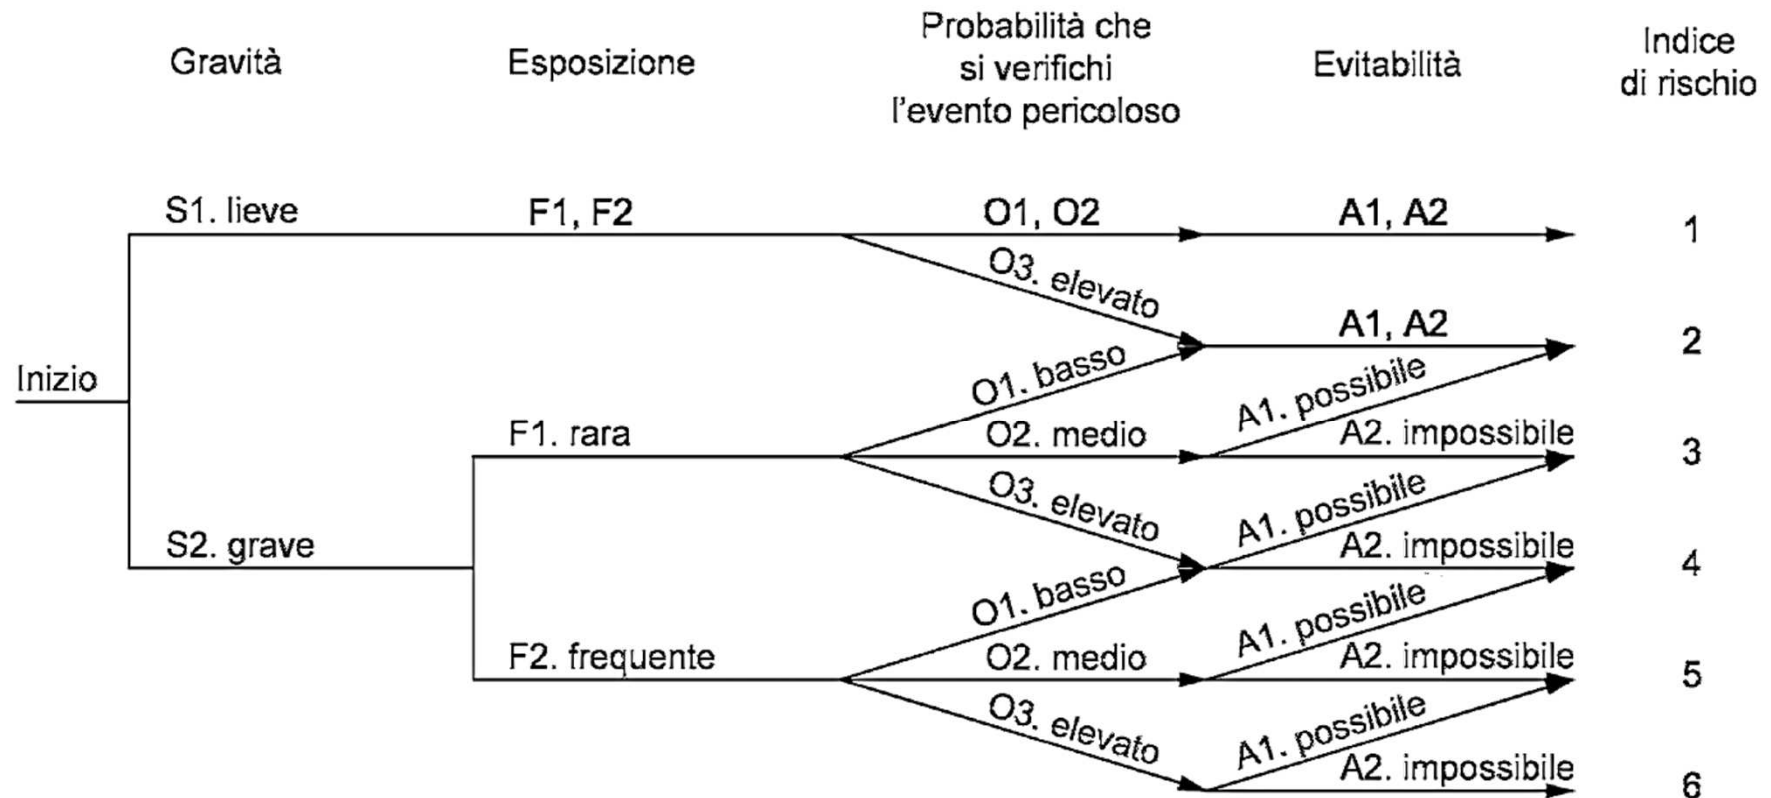 Gravità
Esposizione
Probabilità che
si verifichi
l'evento pericoloso
Evitabilità
Indice
di rischio
S1. lieve
F1, F2
O1, O2
A1, A2
1
O3. elevato
A1, A2
2
Inizio
O1. basso
A1. possibile
F1. rara
O2. medio
A2. impossibile
3
O3. elevato
A1. possibile
S2. grave
A2. impossibile
4
O1. basso
A1. possibile
F2. frequente
O2. medio
A2. impossibile
5
O3. elevato
A1. possibile
A2. impossibile
6